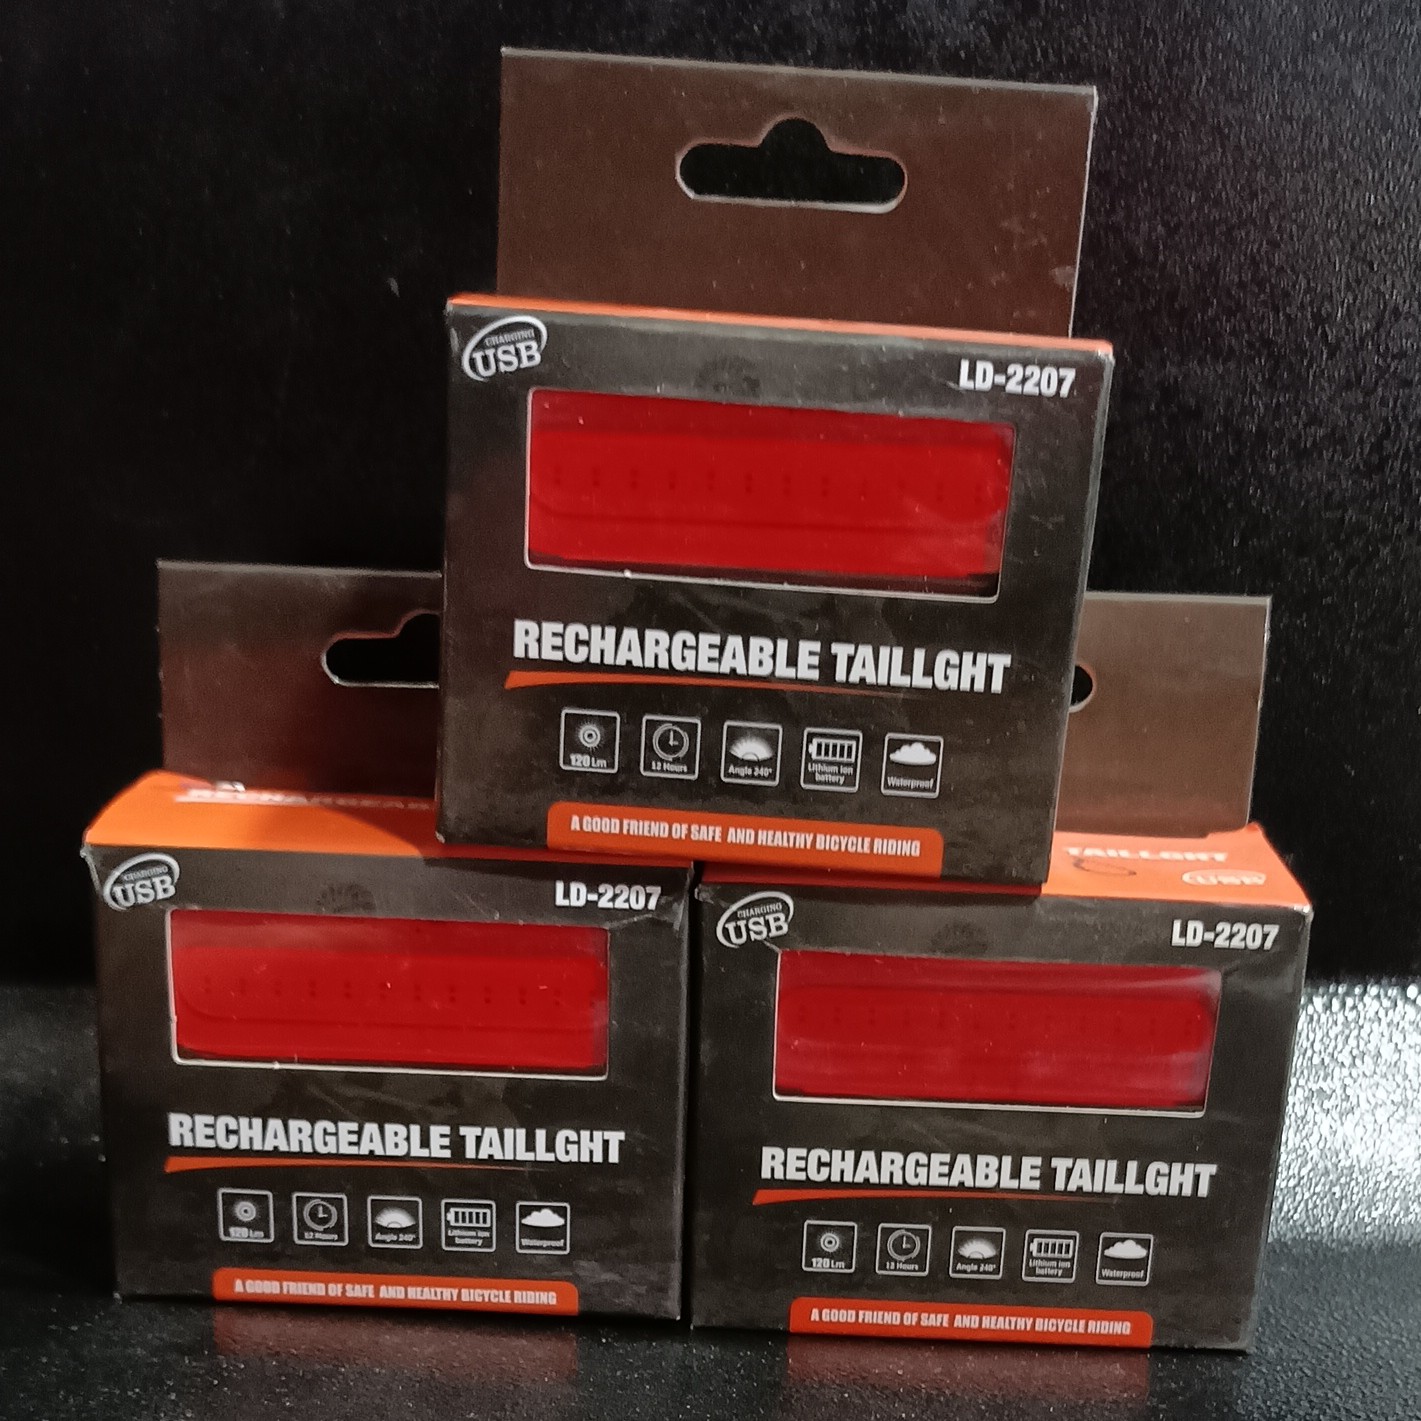 CHARGING
USB
LD-2207
RECHARGEABLE TAILLGHT
120 Lm
12 Hours
Angle 240°
Lithium ion
battery
Waterproof
A GOOD FRIEND OF SAFE AND HEALTHY BICYCLE RIDING
CHARGING
USB
LD-2207
RECHARGEABLE TAILLGHT
120 Lm
12 Hours
Angle 240°
Lithium ion
battery
Waterproof
A GOOD FRIEND OF SAFE AND HEALTHY BICYCLE RIDING
TAILLGHT
USB
CHARGING
USB
LD-2207
RECHARGEABLE TAILLGHT
120 Lm
12 Hours
Angle 240°
Lithium ion
battery
Waterproof
A GOOD FRIEND OF SAFE AND HEALTHY BICYCLE RIDING